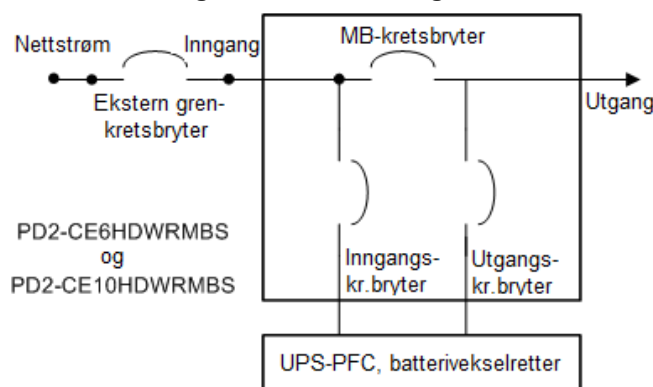 MB-kretsbryter
Nettstrøm
Inngang
Ekstern gren-
kretsbryter
Utgang
PD2-CE6HDWRMBS
og
PD2-CE10HDWRMBS
Inngangs-
kr.bryter
Utgangs-
kr.bryter
UPS-PFC, batterivekselretter